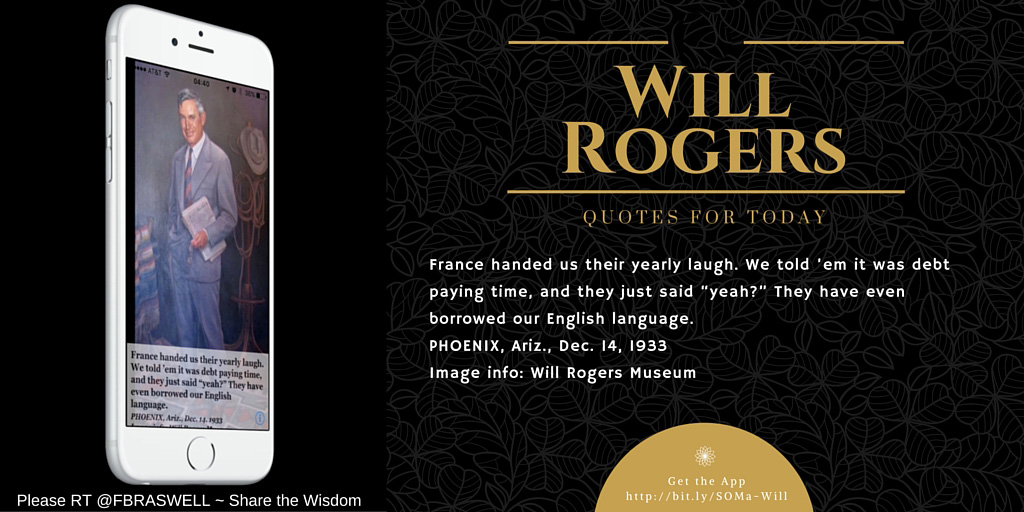 AT&T
04:40
36%
France handed us their yearly laugh.
We told 'em it was debt paying time,
and they just said "yeah?" They have
even borrowed our English
language.
PHOENIX, Ariz., Dec. 14, 1933
Please RT @FBRASWELL ~ Share the Wisdom
WILL
ROGERS
QUOTES FOR TODAY
France handed us their yearly laugh. We told 'em it was debt
paying time, and they just said "yeah?" They have even
borrowed our English language.
PHOENIX, Ariz., Dec. 14, 1933
Image info: Will Rogers Museum
Get the App
http://bit.ly/SOMa-Will